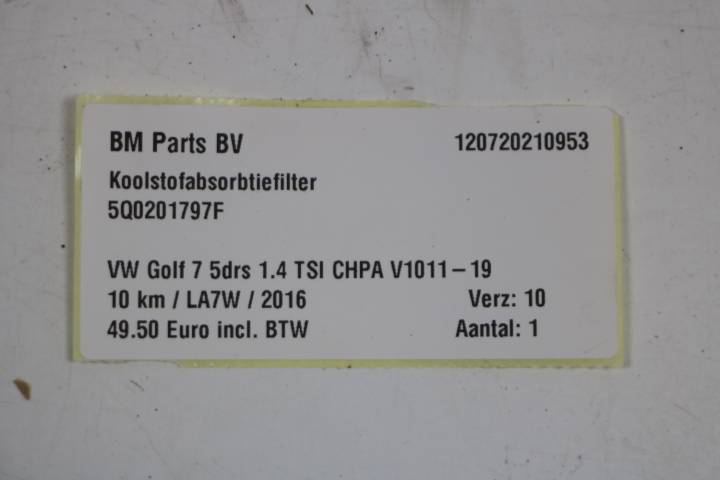 BM Parts BV 120720210953
Koolstofabsorbtiefilter
5Q0201797F
VW Golf 7 5drs 1.4 TSI CHPA V1011-19
10 km / LA7W / 2016 Verz: 10
49.50 Euro incl. BTW Aantal: 1